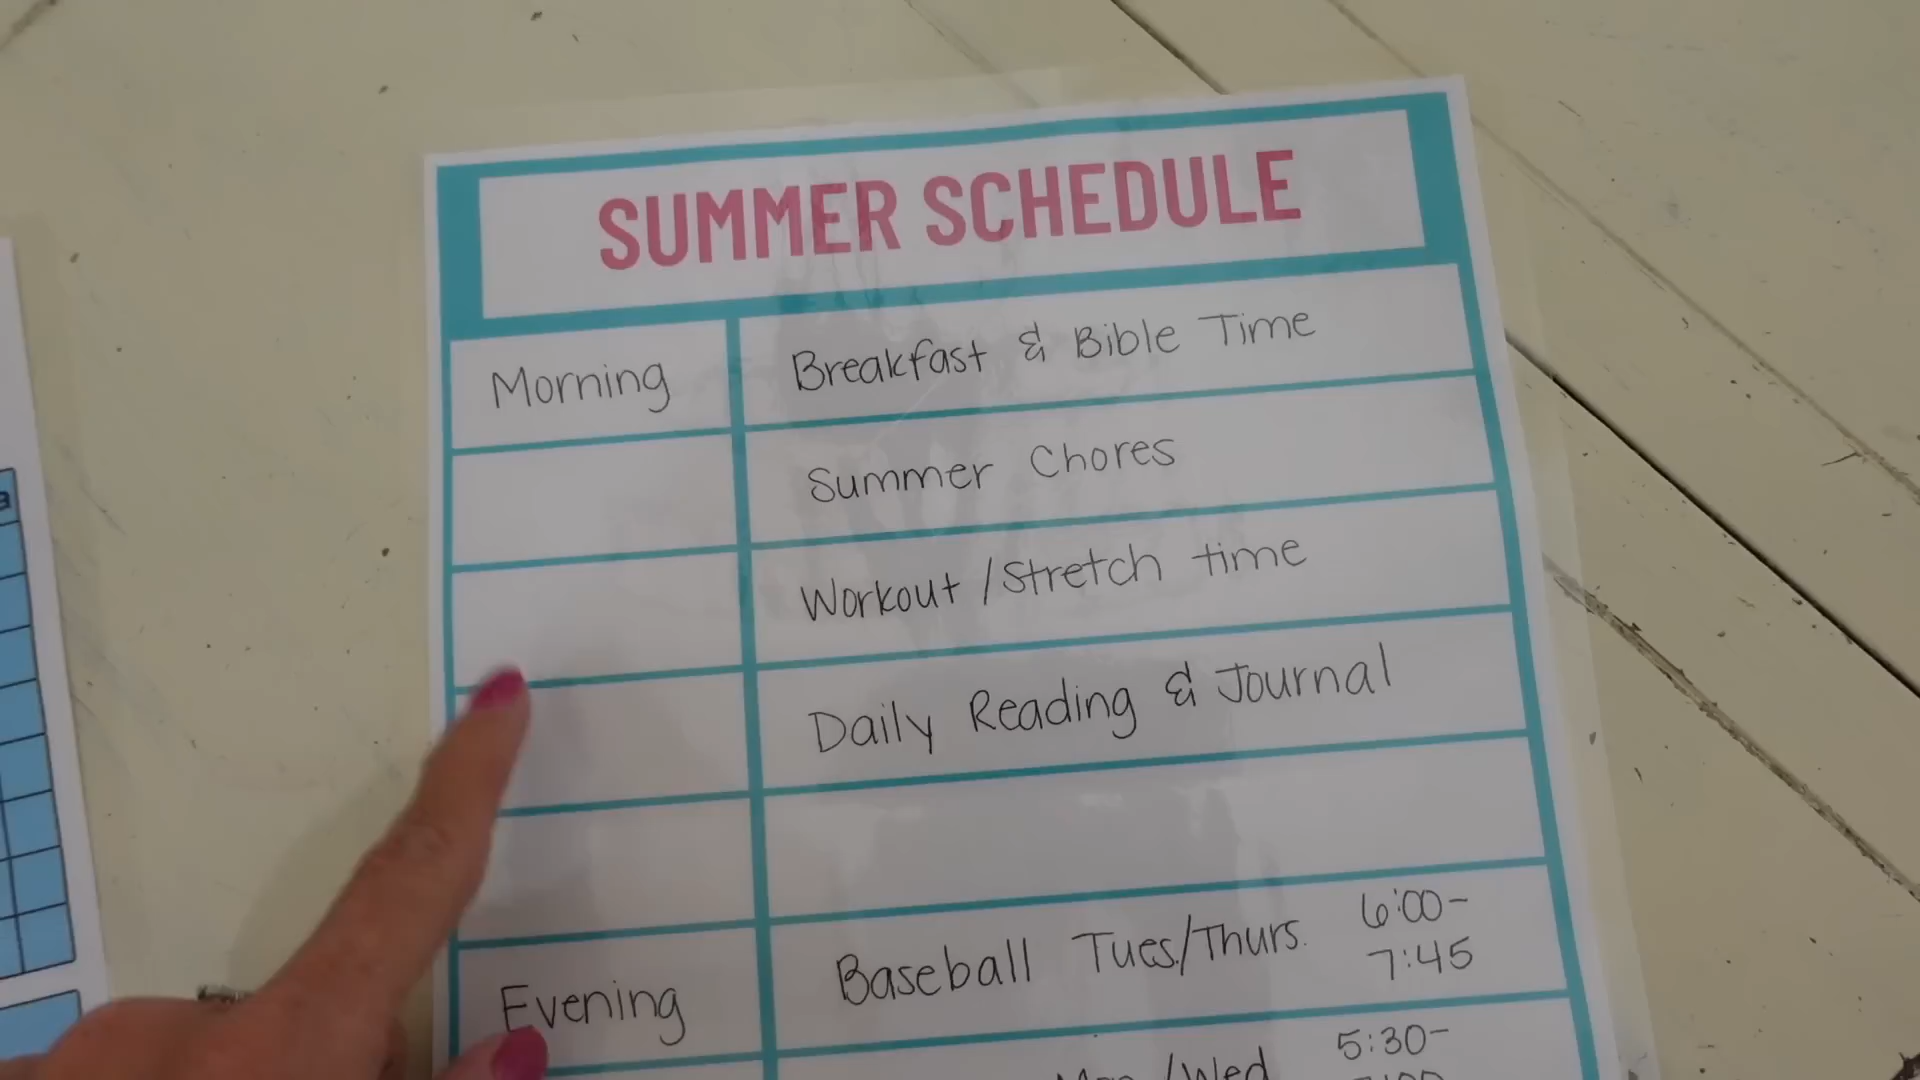 SUMMER SCHEDULE
Morning Breakfast & Bible Time
Summer Chores
Workout / Stretch time
Daily Reading & Journal
Evening Baseball Tues./Thurs. 6:00-
7:45
/Wed 5:30-